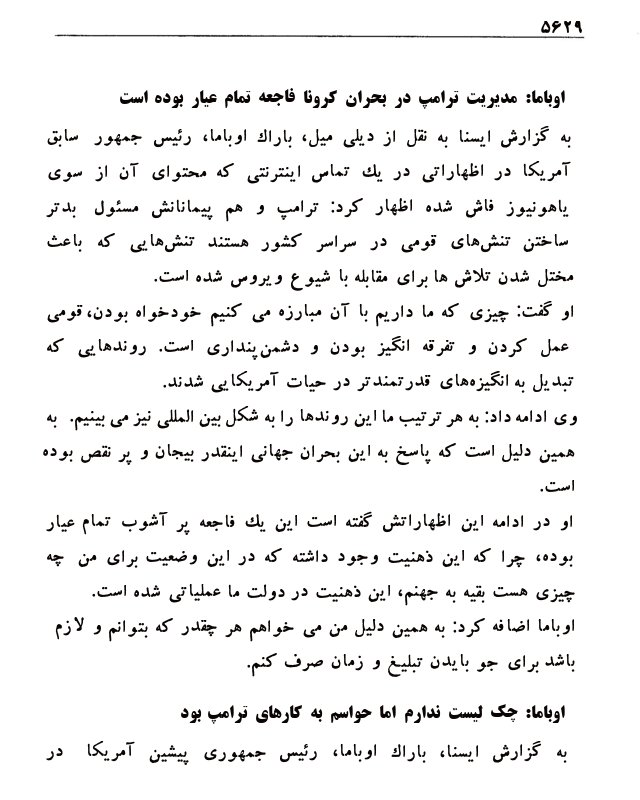 ۵۶۲۹
اوباما: مدیریت ترامپ در بحران کرونا فاجعه تمام عیار بوده است
به گزارش ایسنا به نقل از دیلی میل، باراك اوباما، رئیس جمهور سابق
آمریکا در اظهاراتی در یك تماس اینترنتی که محتوای آن از سوی
یاهونیوز فاش شده اظهار کرد: ترامپ و هم پیمانانش مسئول بدتر
ساختن تنش‌های قومی در سراسر کشور هستند تنش‌هایی که باعث
مختل شدن تلاش ها برای مقابله با شیوع ویروس شده است.
او گفت: چیزی که ما داریم با آن مبارزه می کنیم خودخواه بودن، قومی
عمل کردن و تفرقه انگیز بودن و دشمن‌پنداری است. روندهایی که
تبدیل به انگیزه‌های قدرتمندتر در حیات آمریکایی شدند.
وی ادامه داد: به هر ترتیب ما این روندها را به شکل بین المللی نیز می بینیم. به
همین دلیل است که پاسخ به این بحران جهانی اینقدر بیجان و پر نقص بوده
است.
او در ادامه این اظهاراتش گفته است این یك فاجعه پر آشوب تمام عیار
بوده، چرا که این ذهنیت وجود داشته که در این وضعیت برای من چه
چیزی هست بقیه به جهنم، این ذهنیت در دولت ما عملیاتی شده است.
اوباما اضافه کرد: به همین دلیل من می خواهم هر چقدر که بتوانم و لازم
باشد برای جو بایدن تبلیغ و زمان صرف کنم.
اوباما: چک لیست ندارم اما حواسم به کارهای ترامپ بود
به گزارش ایسنا، باراك اوباما، رئیس جمهوری پیشین آمریکا در